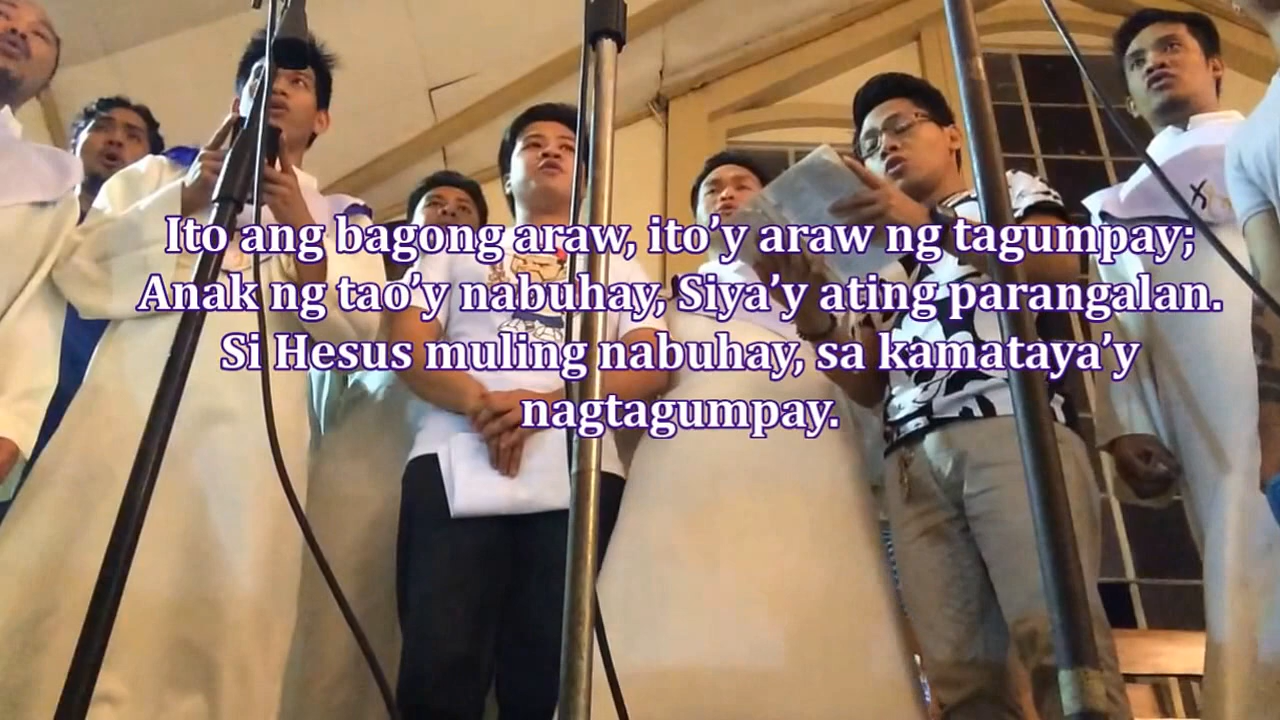 Ito ang bagong araw, ito’y araw ng tagumpay;
Anak ng tao’y nabuhay, Siya’y ating parangalan.
Si Hesus muling nabuhay, sa kamataya’y
nagtagumpay.